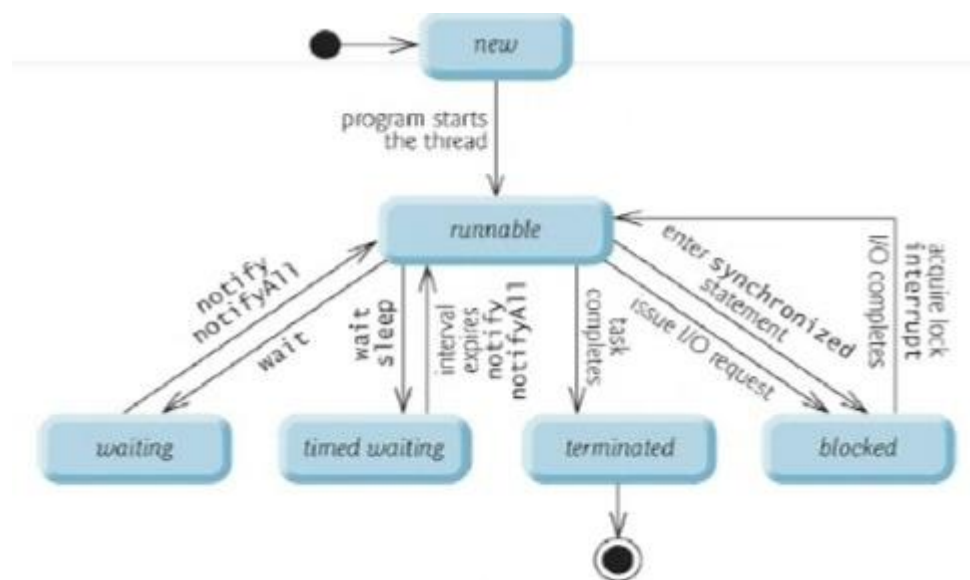 new
program starts
the thread
runnable
notify
notifyAll
wait
wait
sleep
interval
expires
notify
notifyAll
task
completes
issue I/O request
enter synchronized
statement
acquire lock
interrupt
I/O completes
waiting
timed waiting
terminated
blocked